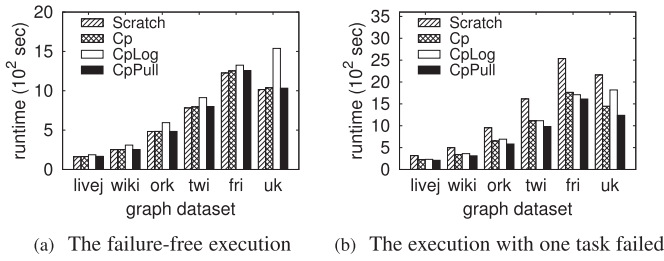 20
15
10
5
0
runtime (10² sec)
Scratch
Cp
CpLog
CpPull
livej wiki ork twi fri uk
graph dataset
(a) The failure-free execution
35
30
25
20
15
10
5
0
runtime (10² sec)
Scratch
Cp
CpLog
CpPull
livej wiki ork twi fri uk
graph dataset
(b) The execution with one task failed